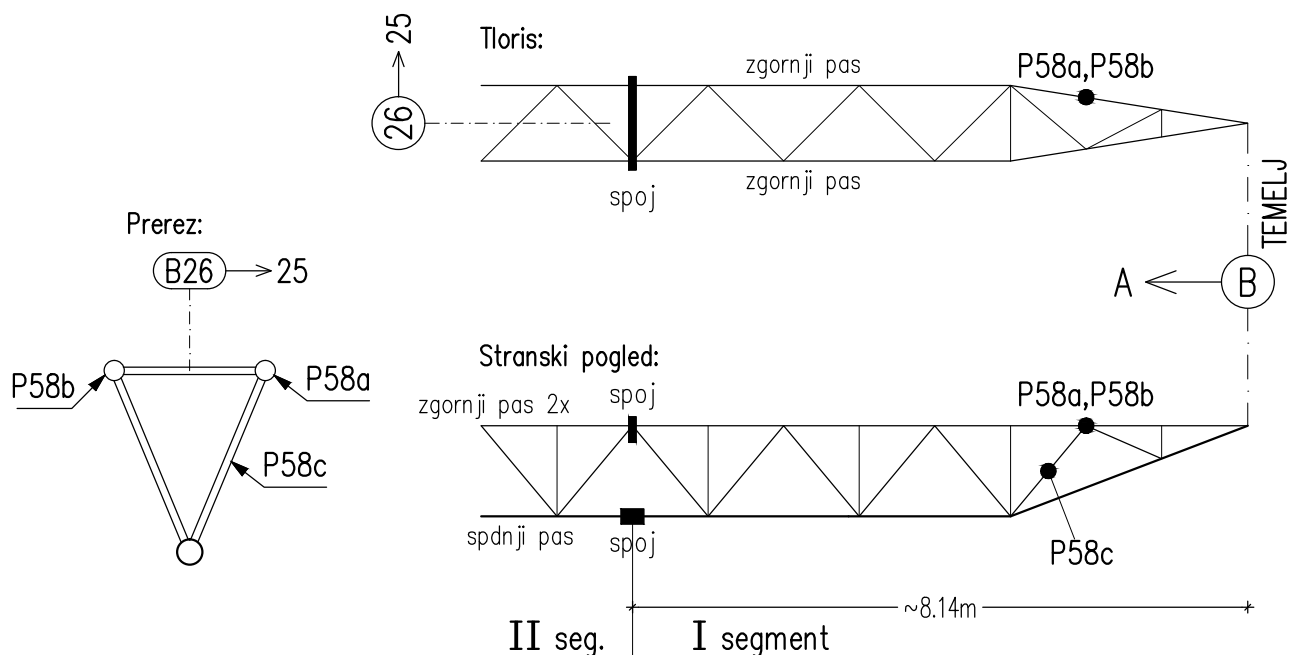 25
26
Tloris:
zgornji pas
P58a,P58b
zgornji pas
spoj
TEMELJ
Prerez:
B26
25
A
B
P58b
P58a
P58c
Stranski pogled:
spoj
zgornji pas 2x
P58a,P58b
spdnji pas
spoj
P58c
~8.14m
II seg.
I segment